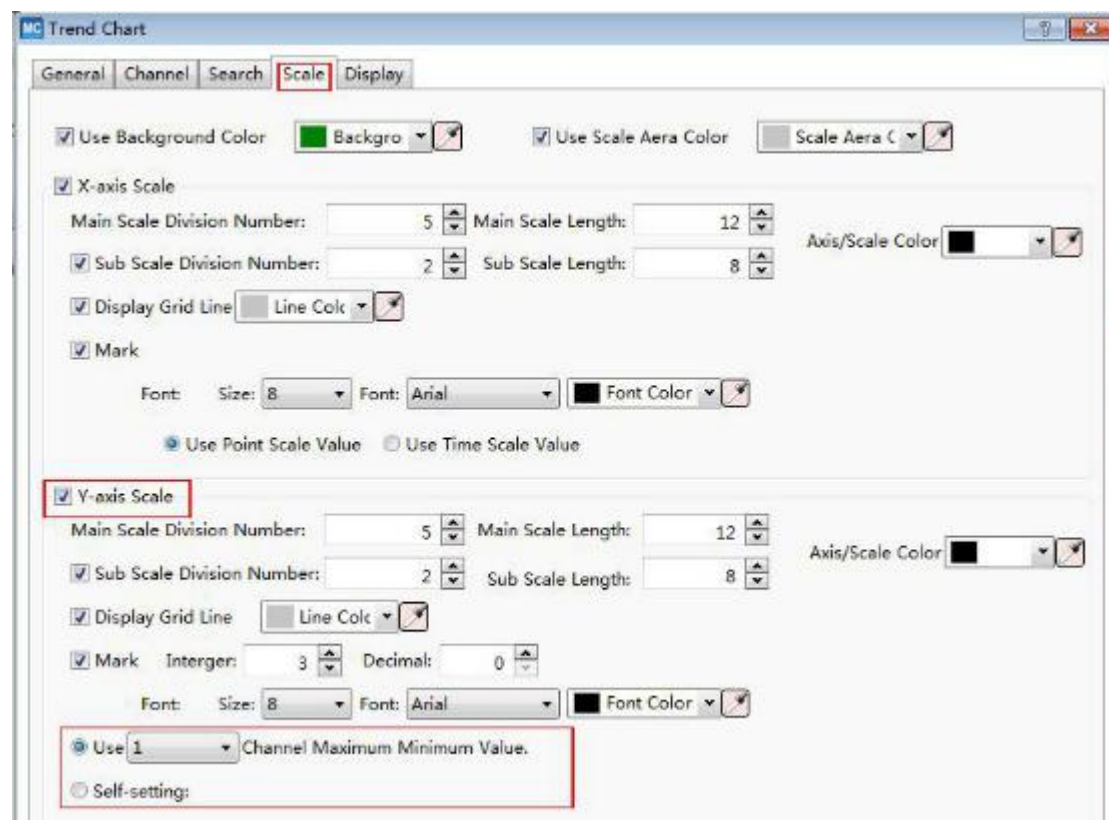 MC Trend Chart
General Channel Search Scale Display
Use Background Color Backgro Use Scale Aera Color Scale Aera C
X-axis Scale
Main Scale Division Number: 5 Main Scale Length: 12
Axis/Scale Color
Sub Scale Division Number: 2 Sub Scale Length: 8
Display Grid Line Line Colc
Mark
Font: Size: 8 Font: Arial Font Color
Use Point Scale Value Use Time Scale Value
Y-axis Scale
Main Scale Division Number: 5 Main Scale Length: 12
Axis/Scale Color
Sub Scale Division Number: 2 Sub Scale Length: 8
Display Grid Line Line Colc
Mark Interger: 3 Decimal: 0
Font: Size: 8 Font: Arial Font Color
Use 1 Channel Maximum Minimum Value.
Self-setting: